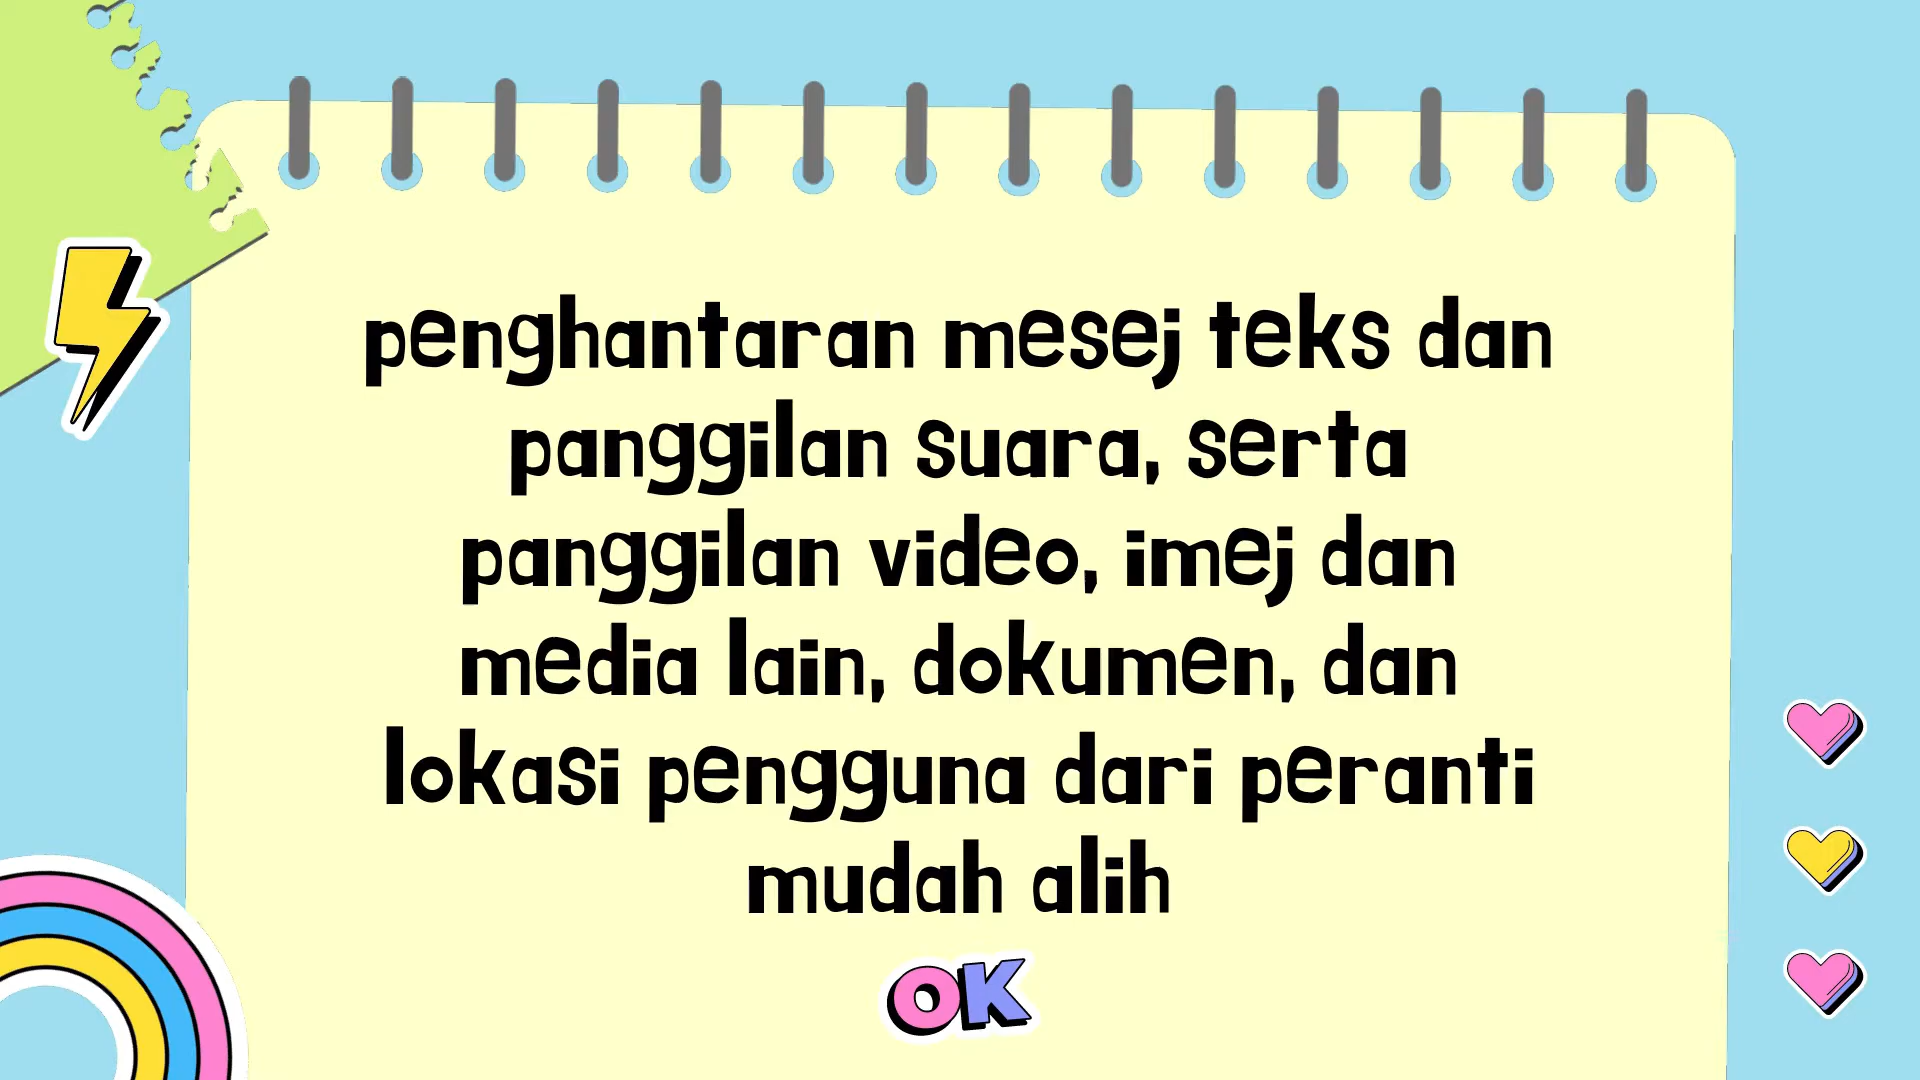 penghantaran mesej teks dan
panggilan suara, serta
panggilan video, imej dan
media lain, dokumen, dan
lokasi pengguna dari peranti
mudah alih
OK